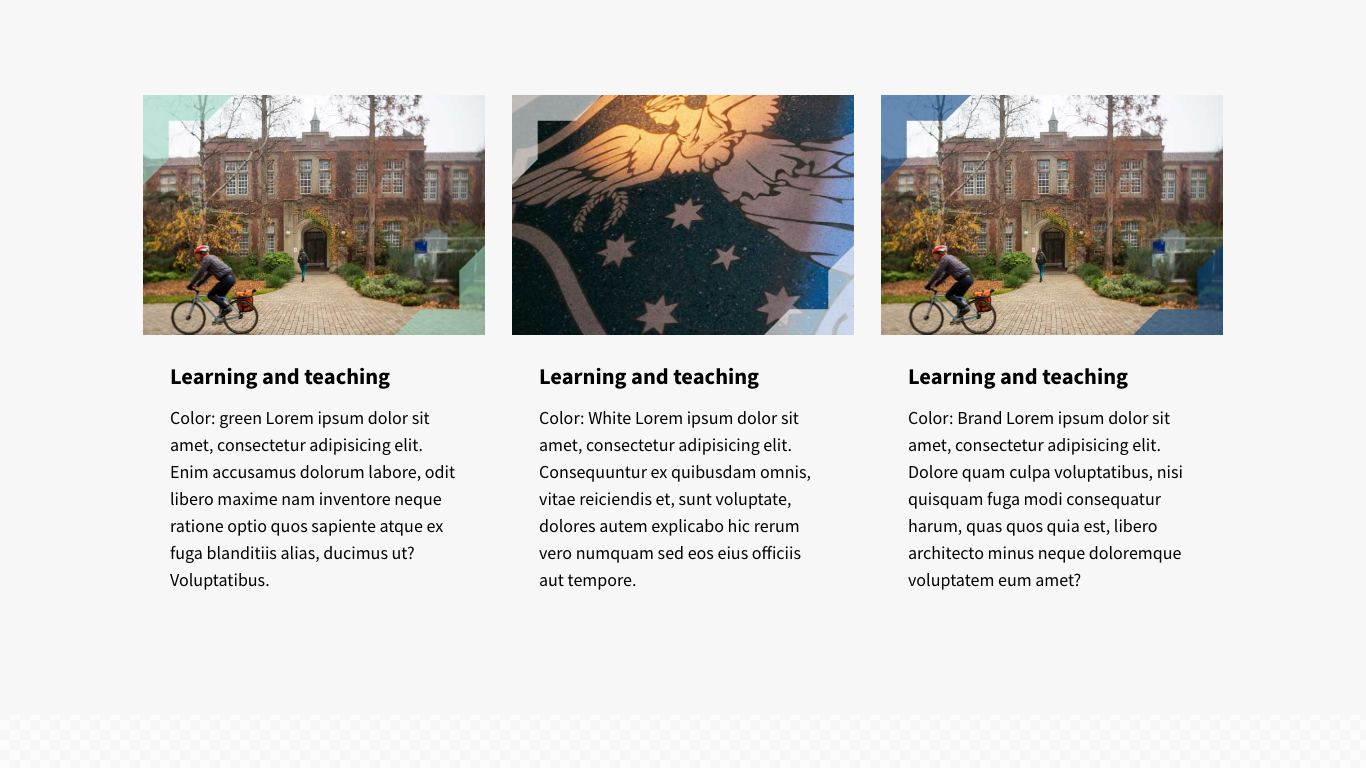 Learning and teaching
Color: green Lorem ipsum dolor sit
amet, consectetur adipisicing elit.
Enim accusamus dolorum labore, odit
libero maxime nam inventore neque
ratione optio quos sapiente atque ex
fuga blanditiis alias, ducimus ut?
Voluptatibus.
Learning and teaching
Color: White Lorem ipsum dolor sit
amet, consectetur adipisicing elit.
Consequuntur ex quibusdam omnis,
vitae reiciendis et, sunt voluptate,
dolores autem explicabo hic rerum
vero numquam sed eos eius officiis
aut tempore.
Learning and teaching
Color: Brand Lorem ipsum dolor sit
amet, consectetur adipisicing elit.
Dolore quam culpa voluptatibus, nisi
quisquam fuga modi consequatur
harum, quas quos quia est, libero
architecto minus neque doloremque
voluptatem eum amet?